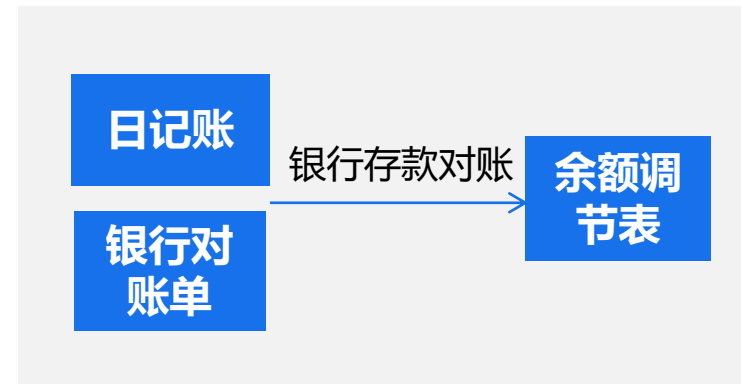 日记账
银行存款对账
银行对
账单
余额调
节表